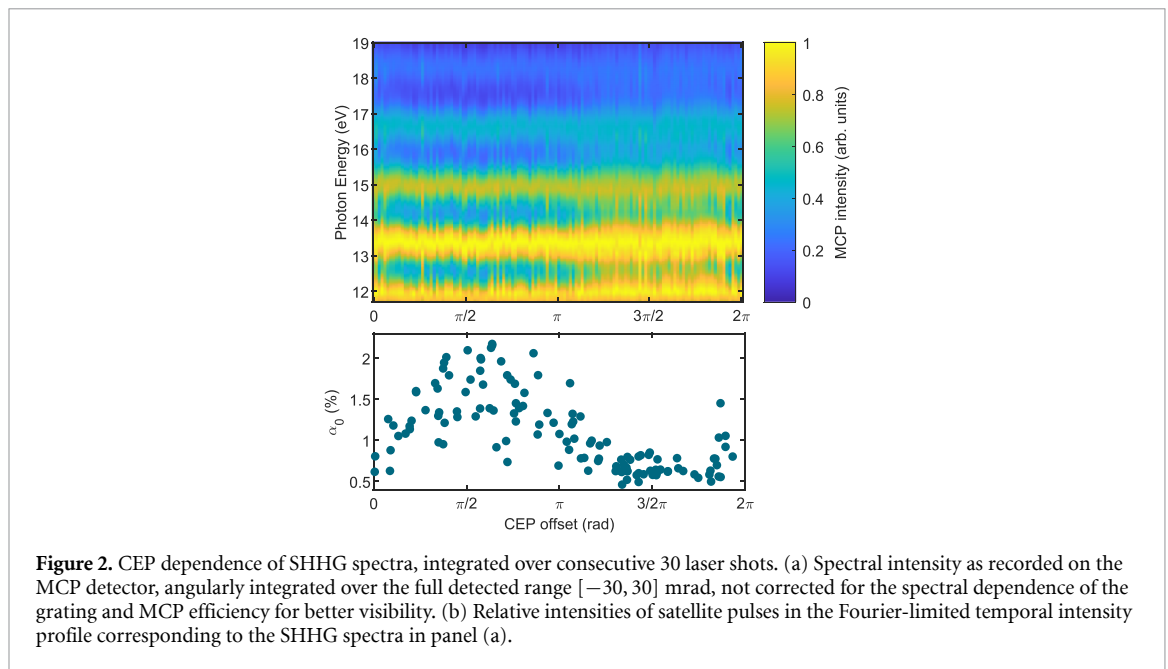 19
18
17
16
15
14
13
12
Photon Energy (eV)
0
π/2
π
3π/2
2π
1
0.8
0.6
0.4
0.2
0
MCP intensity (arb. units)
2
1.5
1
0.5
α0 (%)
0
π/2
π
3/2π
2π
CEP offset (rad)
Figure 2. CEP dependence of SHHG spectra, integrated over consecutive 30 laser shots. (a) Spectral intensity as recorded on the
MCP detector, angularly integrated over the full detected range [−30, 30] mrad, not corrected for the spectral dependence of the
grating and MCP efficiency for better visibility. (b) Relative intensities of satellite pulses in the Fourier-limited temporal intensity
profile corresponding to the SHHG spectra in panel (a).